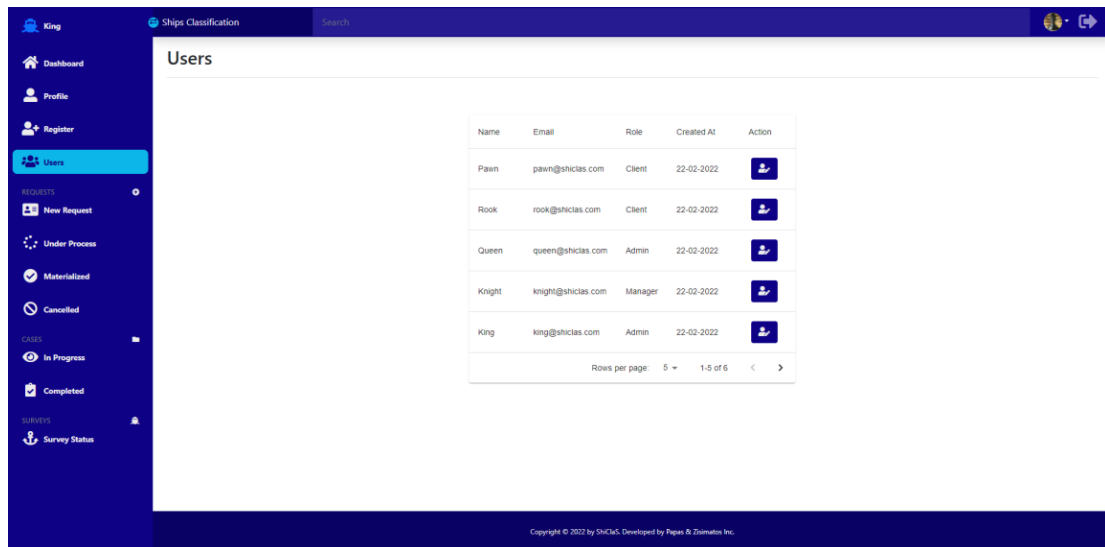 King
Ships Classification
Search
Dashboard
Profile
Register
Users
REQUESTS
New Request
Under Process
Materialized
Cancelled
CASES
In Progress
Completed
SURVEYS
Survey Status
Users
Name Email Role Created At Action
Pawn pawn@shiclas.com Client 22-02-2022
Rook rook@shiclas.com Client 22-02-2022
Queen queen@shiclas.com Admin 22-02-2022
Knight knight@shiclas.com Manager 22-02-2022
King king@shiclas.com Admin 22-02-2022
Rows per page: 5 1-5 of 6
Copyright © 2022 by ShiClaS. Developed by Papas & Zisimatos Inc.